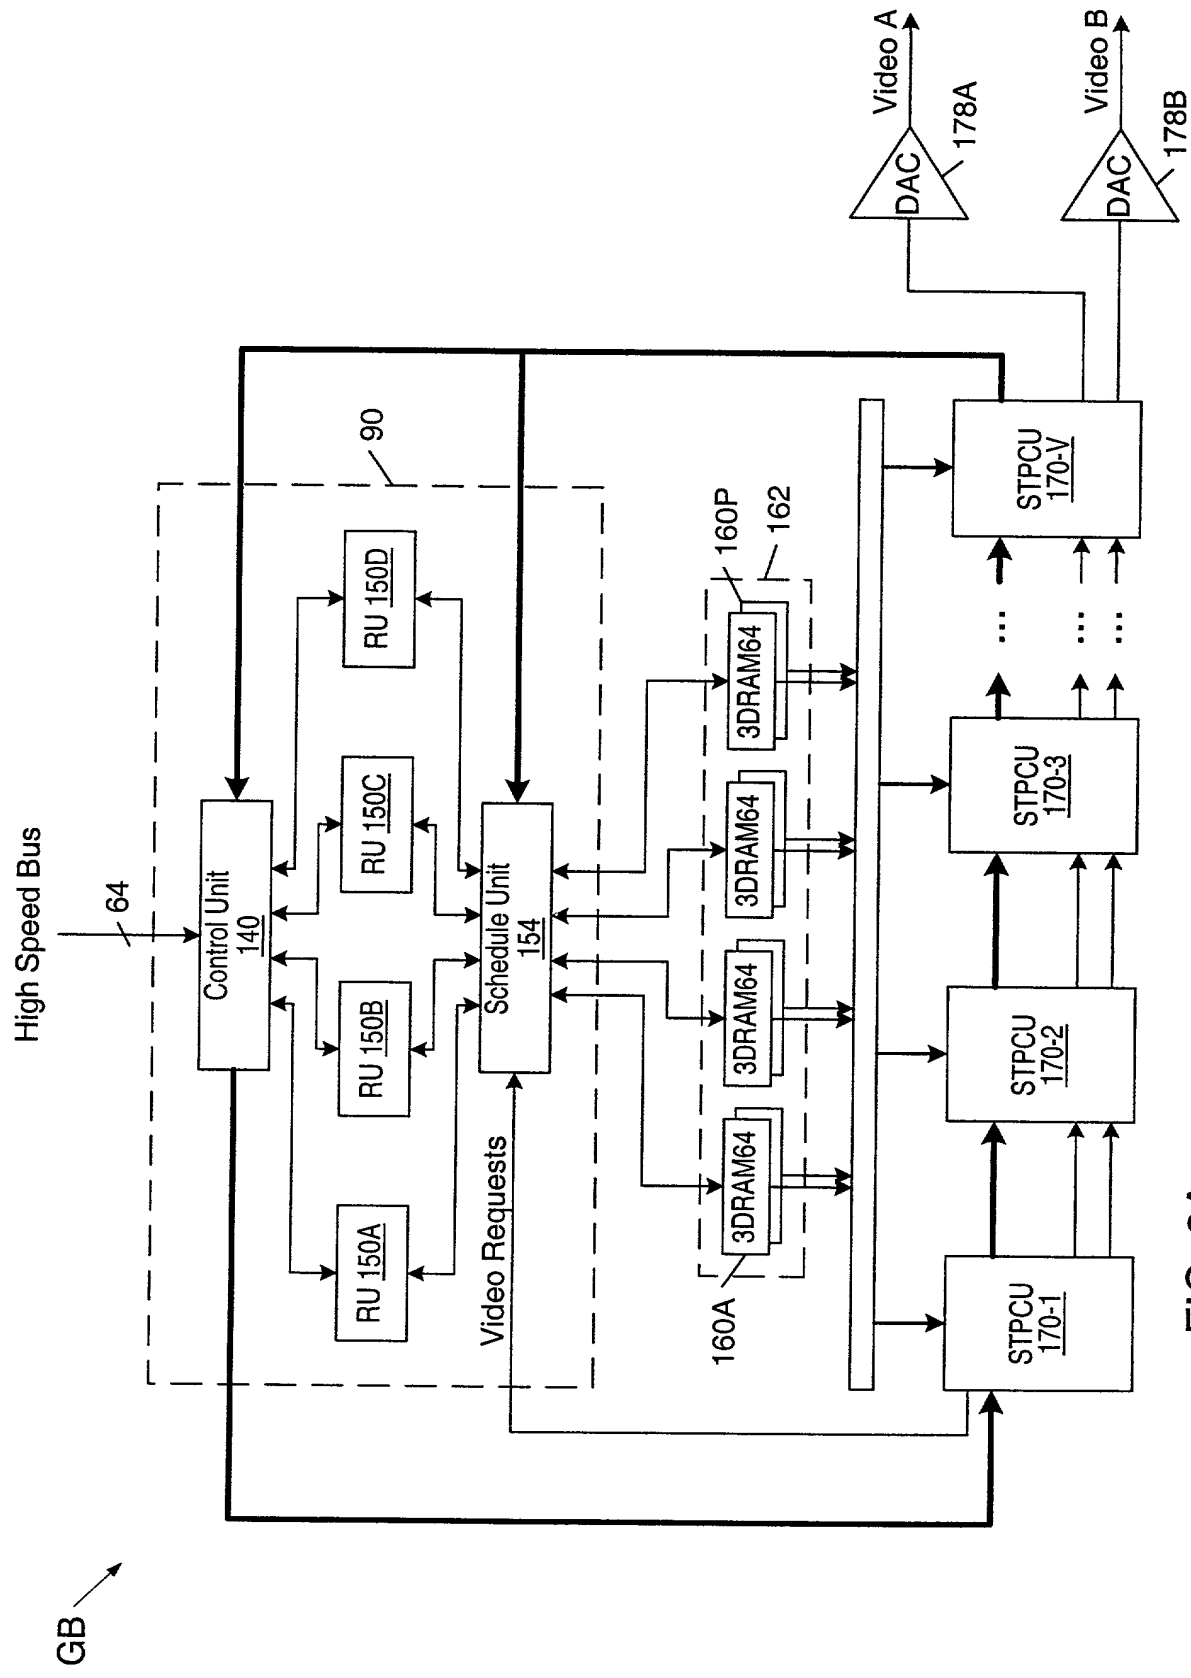 GB
High Speed Bus
64
Control Unit
140
90
RU 150A
RU 150B
RU 150C
RU 150D
Video Requests
Schedule Unit
154
160A
3DRAM64
3DRAM64
3DRAM64
3DRAM64
160P
162
STPCU
170-1
STPCU
170-2
STPCU
170-3
...
...
...
STPCU
170-V
DAC
178A
Video A
DAC
178B
Video B